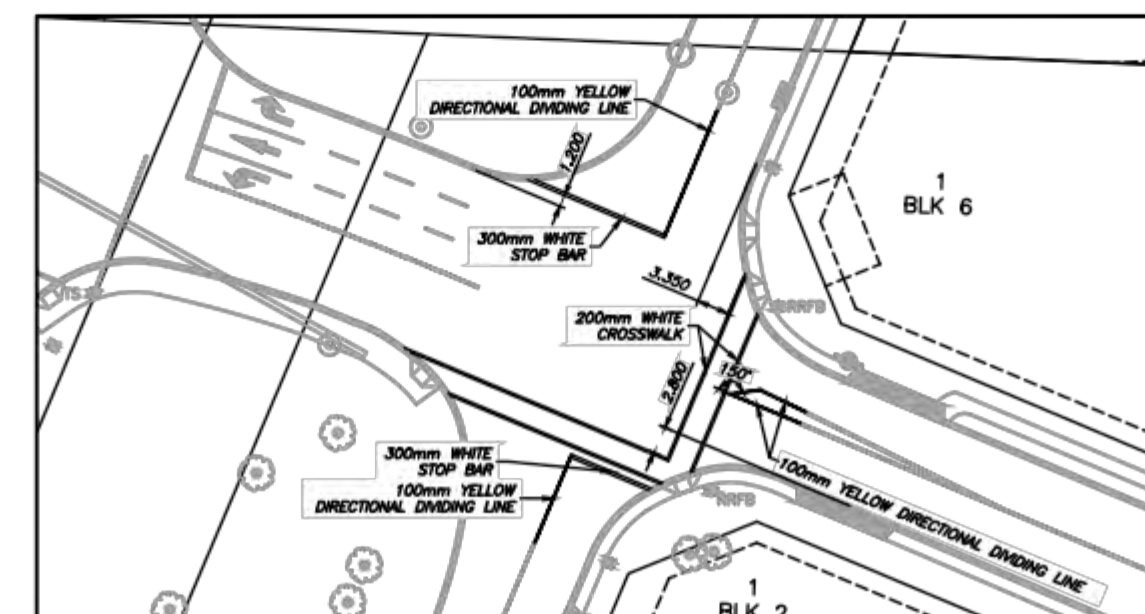 100mm YELLOW
DIRECTIONAL DIVIDING LINE
1.200
1
BLK 6
300mm WHITE
STOP BAR
3.350
TS
RRFB
200mm WHITE
CROSSWALK
150°
2.800
300mm WHITE
STOP BAR
100mm YELLOW
DIRECTIONAL DIVIDING LINE
100mm YELLOW DIRECTIONAL DIVIDING LINE
RRFB
1
BLK 2